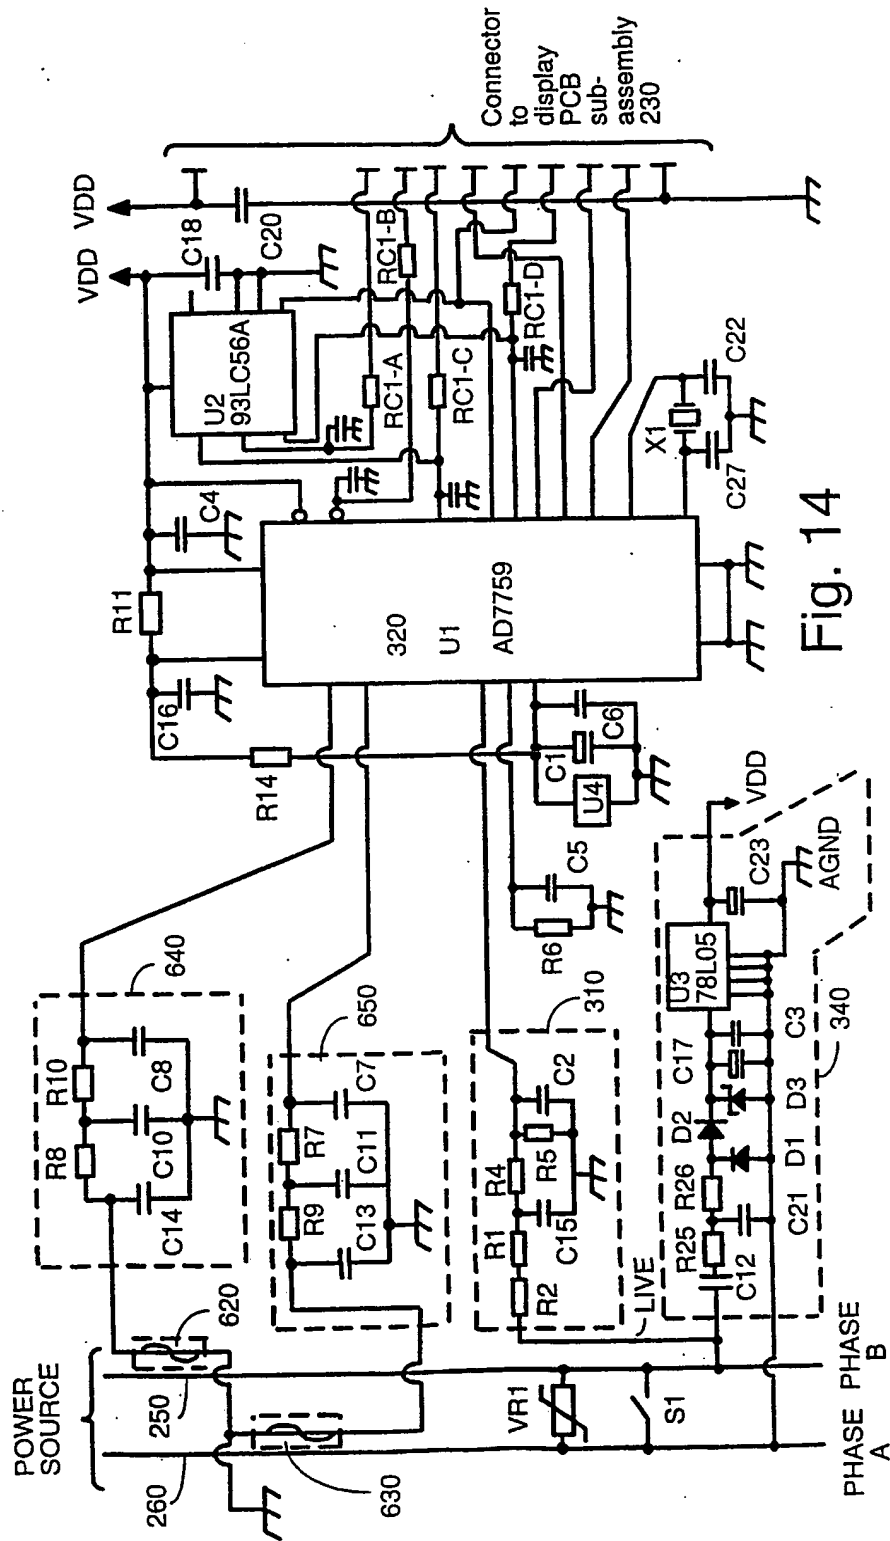 POWER
SOURCE
250
260
620
630
VR1
S1
PHASE
A
PHASE
B
LIVE
640
R8
R10
C14
C10
C8
650
R9
R7
C13
C11
C7
310
R2
R1
R4
R5
C15
C2
340
C12
R25
R26
C21
D1
D2
D3
C17
C3
U3
78L05
C23
AGND
VDD
R6
C5
U4
C1
C6
R14
C16
R11
C4
320
U1
AD7759
U2
93LC56A
VDD
VDD
C18
C20
RC1-A
RC1-B
RC1-C
RC1-D
X1
C27
C22
Connector
to
display
PCB
sub-
assembly
230
Fig. 14